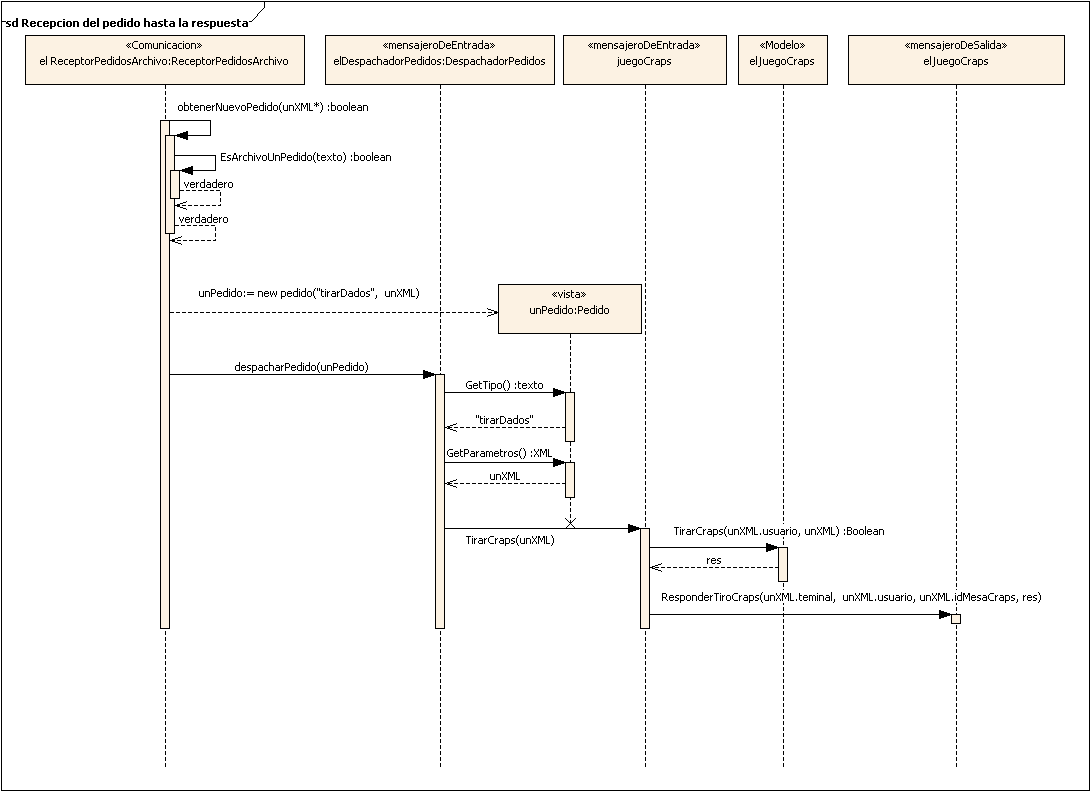 sd Recepcion del pedido hasta la respuesta
«Comunicacion»
el ReceptorPedidosArchivo:ReceptorPedidosArchivo
«mensajeroDeEntrada»
elDespachadorPedidos:DespachadorPedidos
«mensajeroDeEntrada»
juegoCraps
«Modelo»
elJuegoCraps
«mensajeroDeSalida»
elJuegoCraps
obtenerNuevoPedido(unXML*) :boolean
EsArchivoUnPedido(texto) :boolean
verdadero
verdadero
unPedido:= new pedido("tirarDados", unXML)
«vista»
unPedido:Pedido
despacharPedido(unPedido)
GetTipo() :texto
"tirarDados"
GetParametros() :XML
unXML
TirarCraps(unXML)
TirarCraps(unXML.usuario, unXML) :Boolean
res
ResponderTiroCraps(unXML.teminal, unXML.usuario, unXML.idMesaCraps, res)